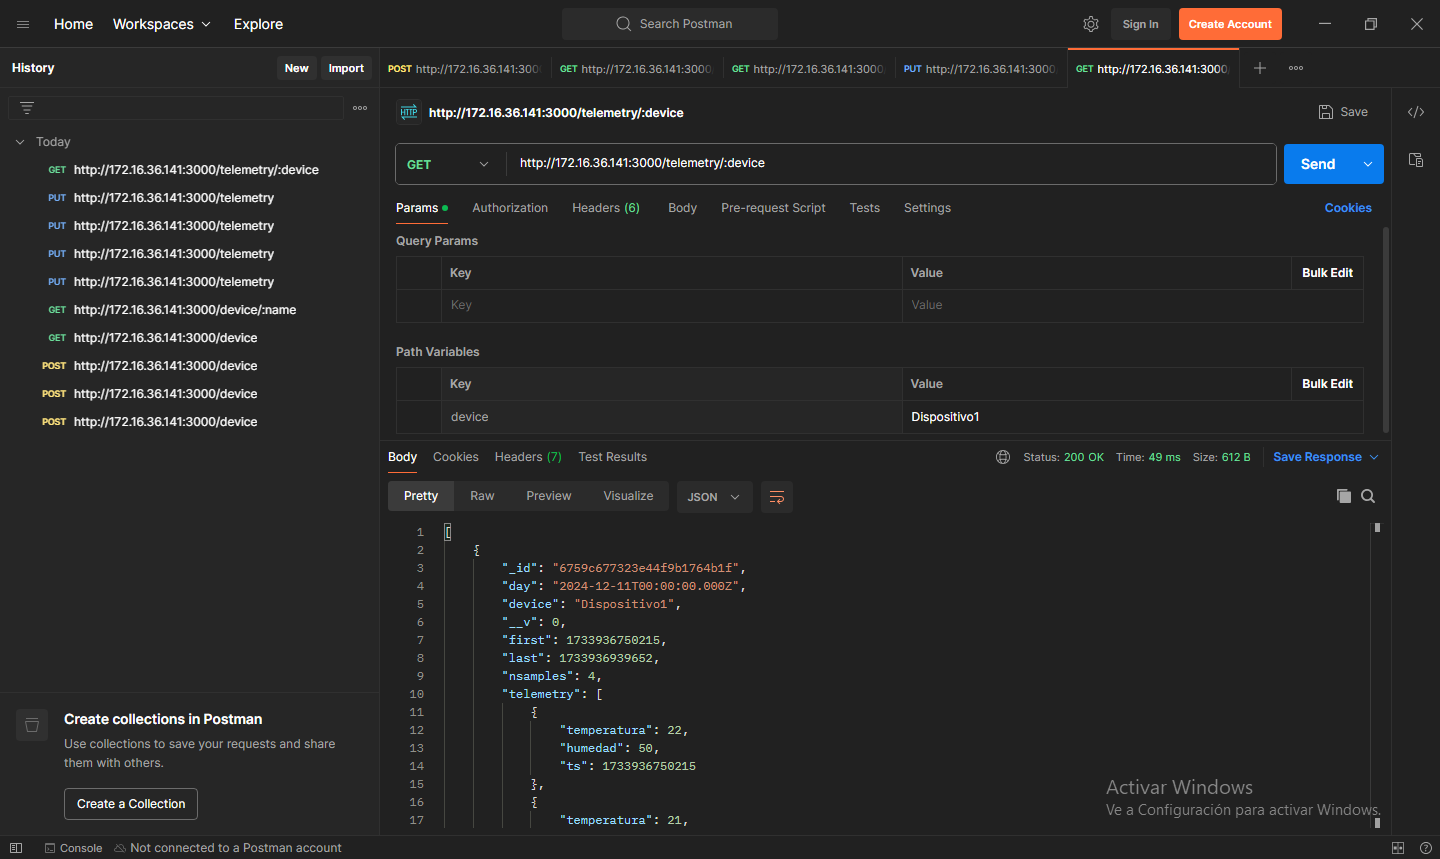 Home Workspaces Explore Search Postman Sign In Create Account
History New Import
POST http://172.16.36.141:300 GET http://172.16.36.141:3000 GET http://172.16.36.141:3000 PUT http://172.16.36.141:3000 GET http://172.16.36.141:3000
Today
GET http://172.16.36.141:3000/telemetry/:device
PUT http://172.16.36.141:3000/telemetry
PUT http://172.16.36.141:3000/telemetry
PUT http://172.16.36.141:3000/telemetry
PUT http://172.16.36.141:3000/telemetry
GET http://172.16.36.141:3000/device/:name
GET http://172.16.36.141:3000/device
POST http://172.16.36.141:3000/device
POST http://172.16.36.141:3000/device
POST http://172.16.36.141:3000/device
Create collections in Postman
Use collections to save your requests and share
them with others.
Create a Collection
HTTP http://172.16.36.141:3000/telemetry/:device Save
GET http://172.16.36.141:3000/telemetry/:device Send
Params Authorization Headers (6) Body Pre-request Script Tests Settings Cookies
Query Params
Key Value Bulk Edit
Key Value
Path Variables
Key Value Bulk Edit
device Dispositivo1
Body Cookies Headers (7) Test Results Status: 200 OK Time: 49 ms Size: 612 B Save Response
Pretty Raw Preview Visualize JSON
1 [
2 {
3 "_id": "6759c677323e44f9b1764b1f",
4 "day": "2024-12-11T00:00:00.000Z",
5 "device": "Dispositivo1",
6 "__v": 0,
7 "first": 1733936750215,
8 "last": 1733936939652,
9 "nsamples": 4,
10 "telemetry": [
11 {
12 "temperatura": 22,
13 "humedad": 50,
14 "ts": 1733936750215
15 },
16 {
17 "temperatura": 21,
Activar Windows
Ve a Configuración para activar Windows.
Console Not connected to a Postman account